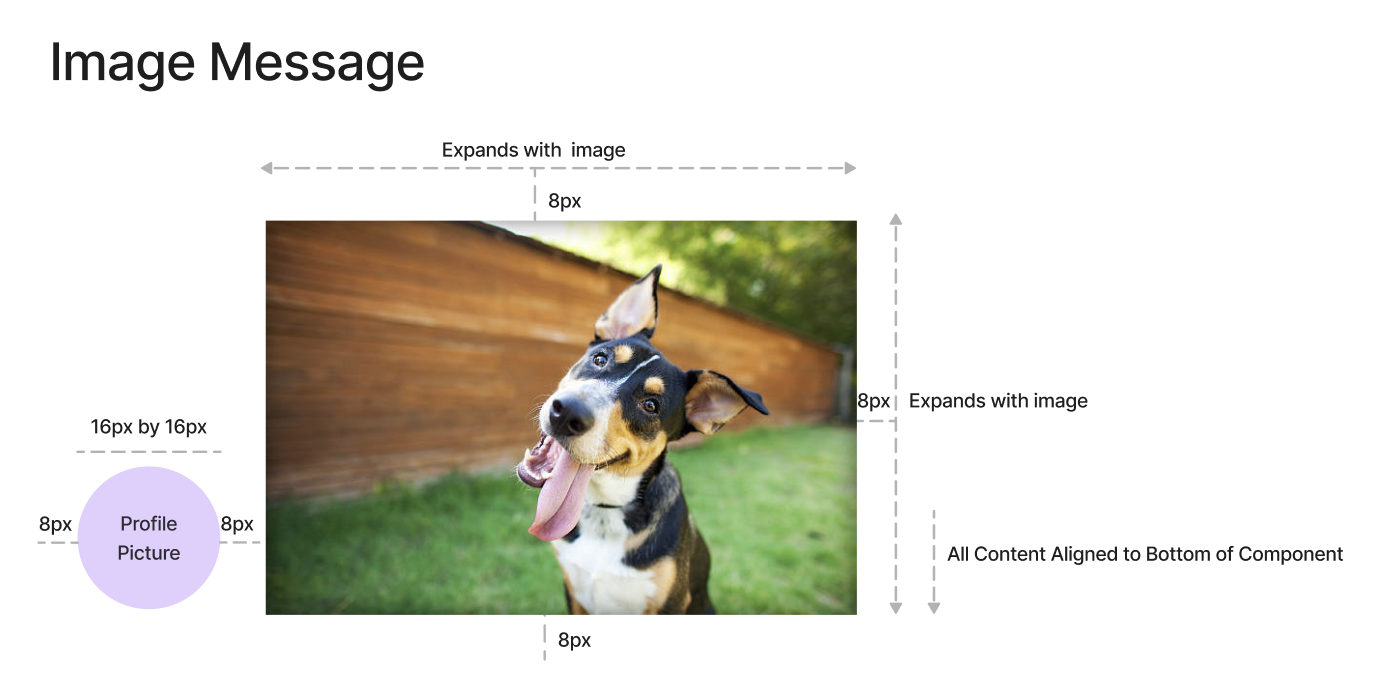 Image Message
Expands with  image
8px
8px
Expands with image
16px by 16px
8px
Profile
Picture
8px
All Content Aligned to Bottom of Component
8px